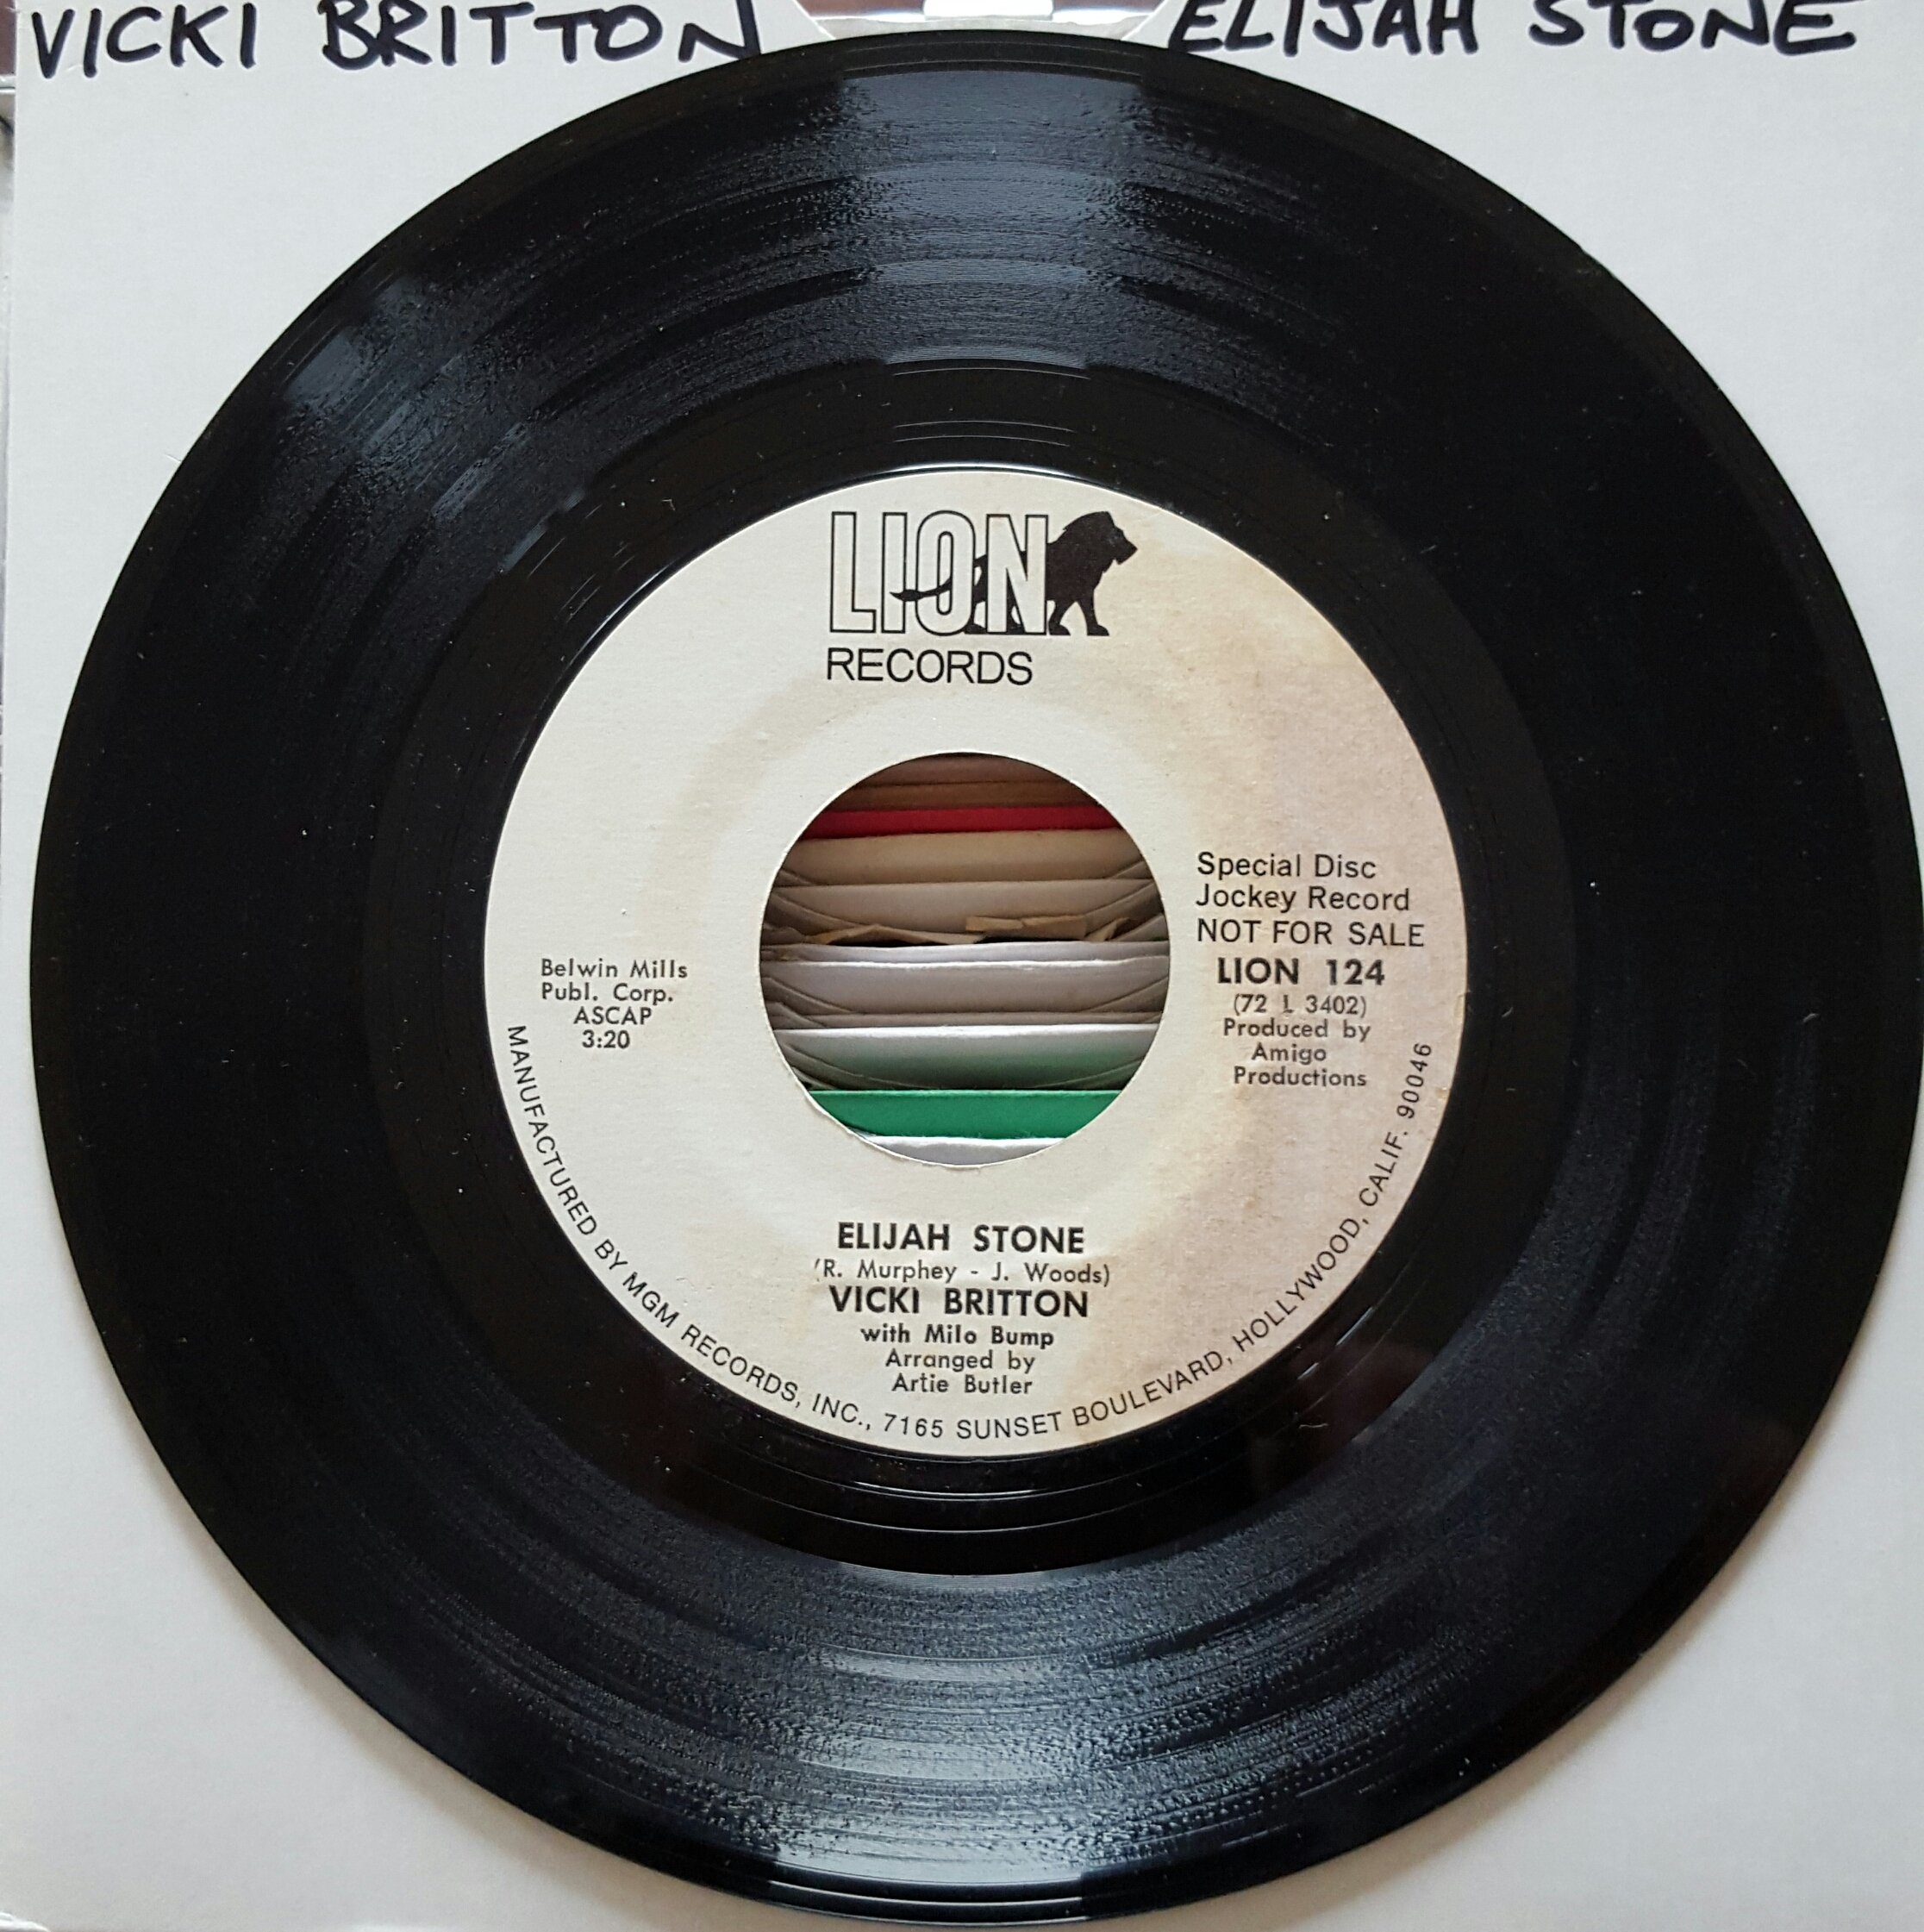 VICKI BRITTON ELIJAH STONE
LION
RECORDS
Special Disc
Jockey Record
NOT FOR SALE
LION 124
(72 L 3402)
Produced by
Amigo
Productions
Belwin Mills
Publ. Corp.
ASCAP
3:20
ELIJAH STONE
(R. Murphey - J. Woods)
VICKI BRITTON
with Milo Bump
Arranged by
Artie Butler
MANUFACTURED BY MGM RECORDS, INC., 7165 SUNSET BOULEVARD, HOLLYWOOD, CALIF. 90046